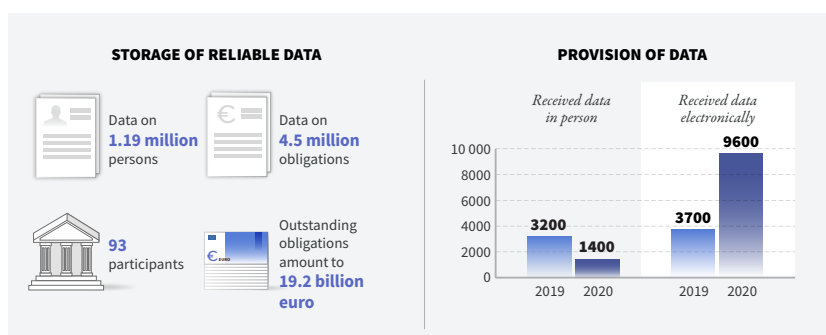 STORAGE OF RELIABLE DATA
Data on
1.19 million
persons
Data on
4.5 million
obligations
93
participants
€ EURO
Outstanding
obligations
amount to
19.2 billion
euro
PROVISION OF DATA
Received data
in person
Received data
electronically
10 000
8000
6000
4000
2000
0
3200
1400
3700
9600
2019
2020
2019
2020